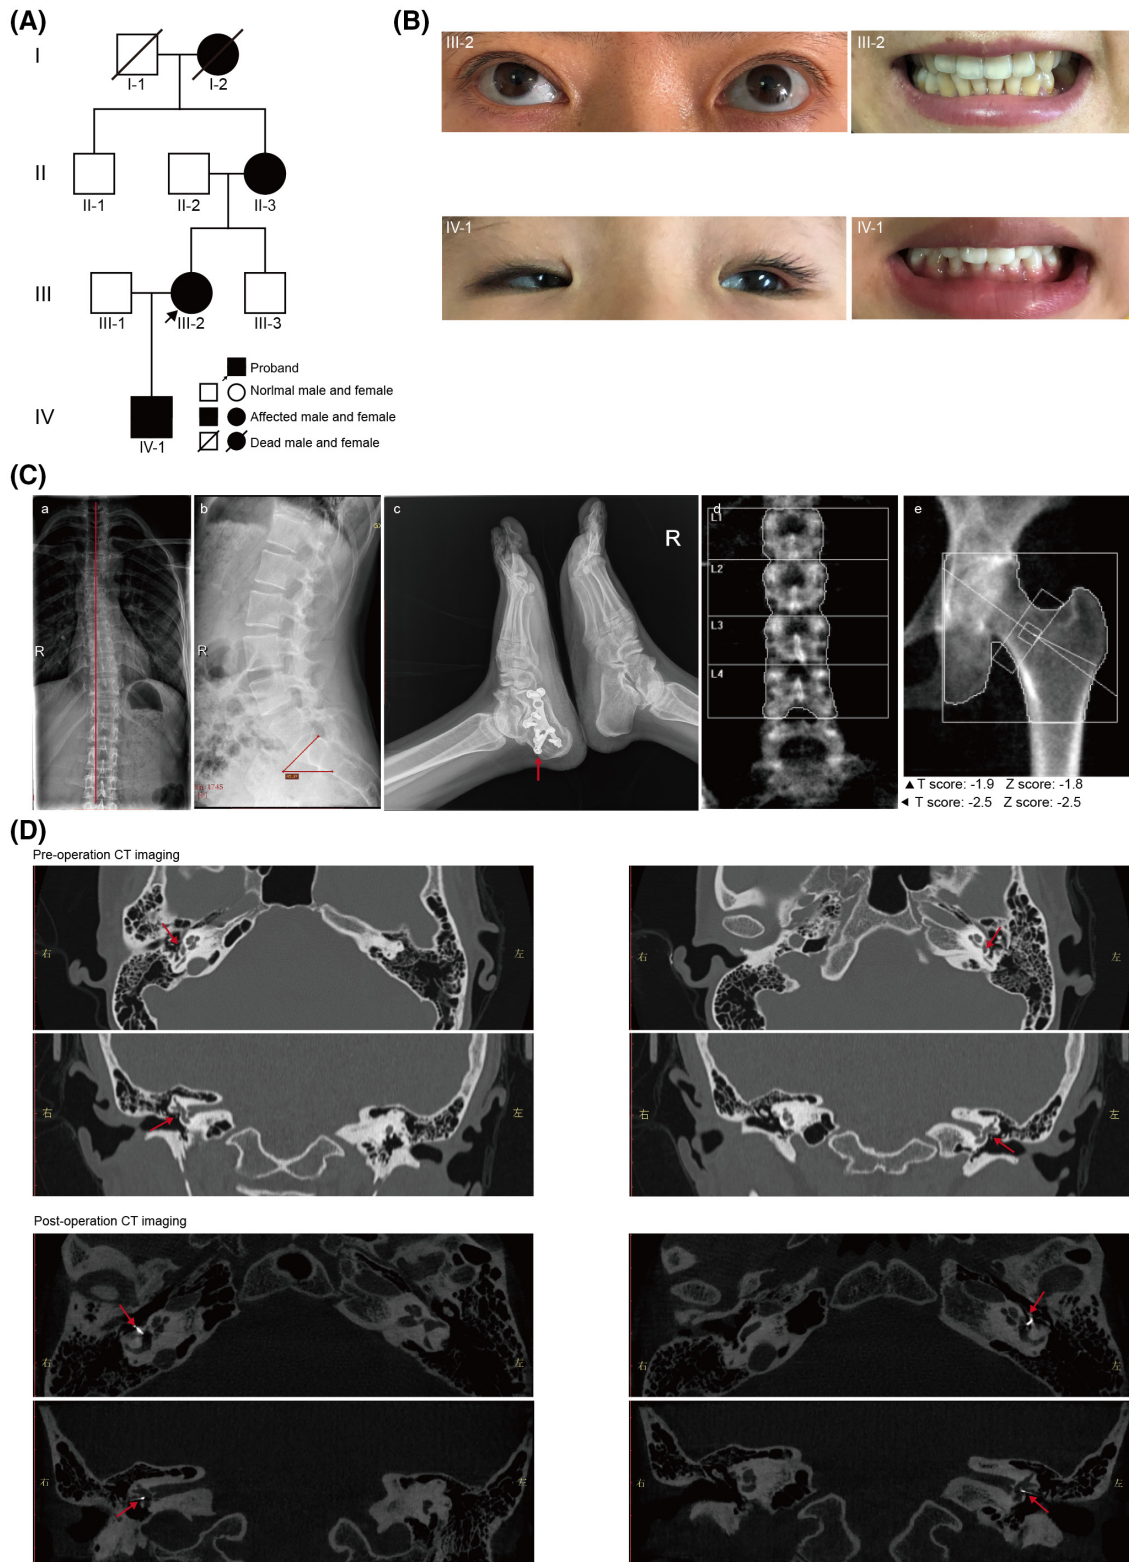 (A)
I
I-1
I-2
II
II-1
II-2
II-3
III
III-1
III-2
III-3
IV
IV-1
Proband
Norlmal male and female
Affected male and female
Dead male and female
(B)
III-2
III-2
IV-1
IV-1
(C)
a
R
b
R
c
R
d
L1
L2
L3
L4
e
▲ T score: -1.9 Z score: -1.8
◄ T score: -2.5 Z score: -2.5
(D)
Pre-operation CT imaging
右 左
右 左
右 左
右 左
Post-operation CT imaging
右 左
右 左
右 左
右 左